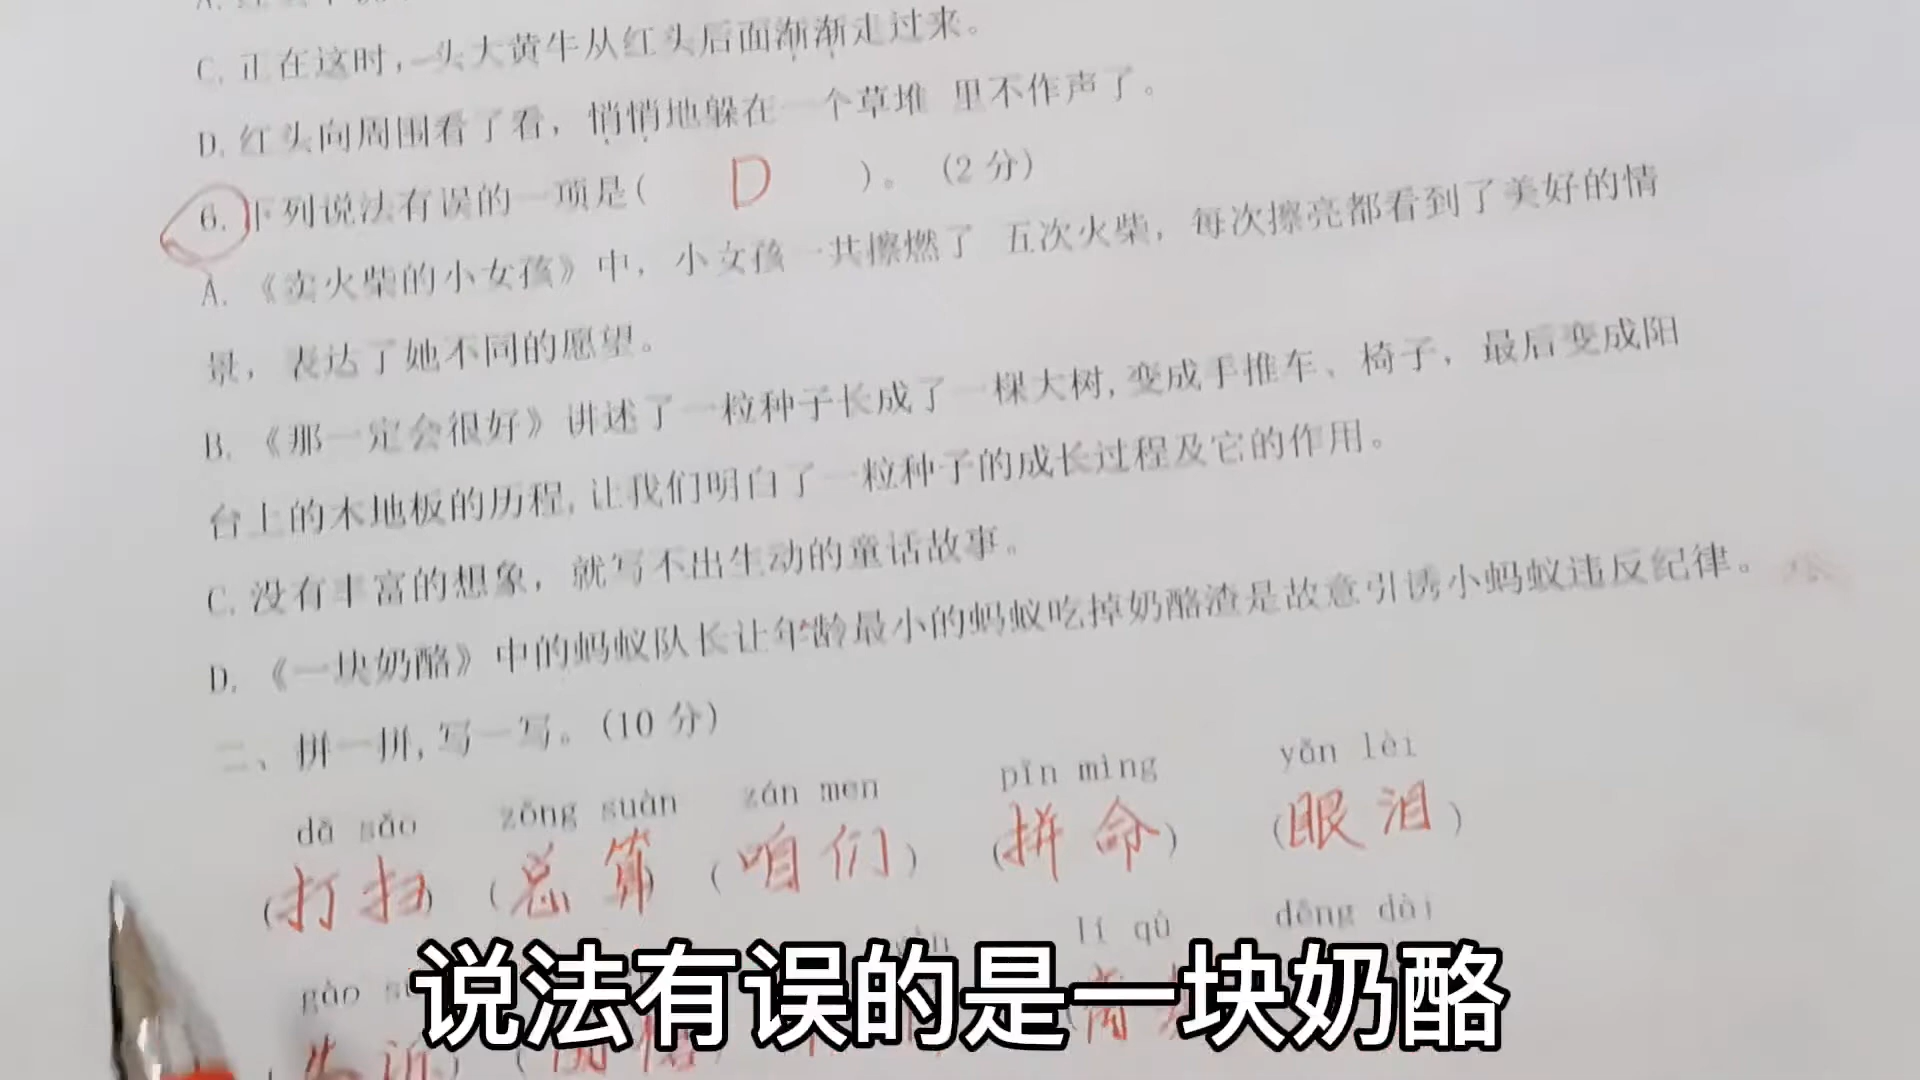 C. 正在这时，一头大黄牛从红头后面渐渐走过来。
D. 红头向周围看了看，悄悄地躲在一个草堆 里不作声了。
6. 下列说法有误的一项是( D )。(2 分)
A. 《卖火柴的小女孩》中，小女孩一共擦燃了 五次火柴，每次擦亮都看到了美好的情
景，表达了她不同的愿望。
B. 《那一定会很好》讲述了一粒种子长成了一棵大树，变成手推车、椅子，最后变成阳
台上的木地板的历程，让我们明白了一粒种子的成长过程及它的作用。
C. 没有丰富的想象，就写不出生动的童话故事。
D. 《一块奶酪》中的蚂蚁队长让年龄最小的蚂蚁吃掉奶酪渣是故意引诱小蚂蚁违反纪律。
二、拼一拼，写一写。(10 分)
dǎ sǎo zǒng suàn zán men pīn mìng yǎn lèi
(打扫) (总算) (咱们) (拼命) (眼泪)
gào lí qù děng dài
说法有误的是一块奶酪